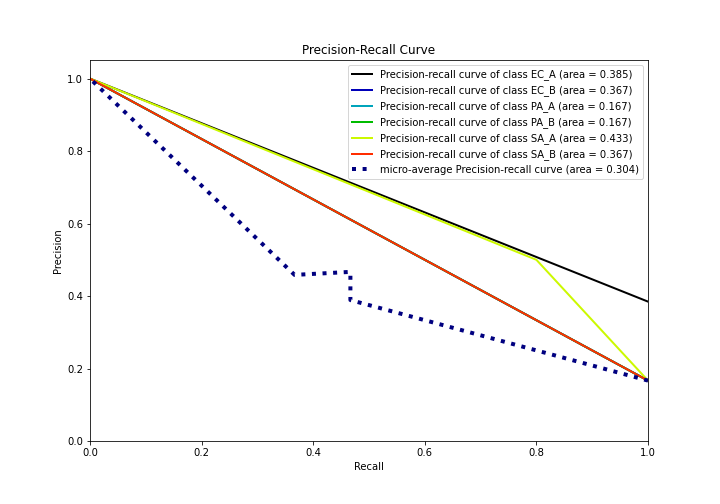 Precision-Recall Curve
Precision-recall curve of class EC_A (area = 0.385)
Precision-recall curve of class EC_B (area = 0.367)
Precision-recall curve of class PA_A (area = 0.167)
Precision-recall curve of class PA_B (area = 0.167)
Precision-recall curve of class SA_A (area = 0.433)
Precision-recall curve of class SA_B (area = 0.367)
micro-average Precision-recall curve (area = 0.304)
Precision
1.0
0.8
0.6
0.4
0.2
0.0
0.0 0.2 0.4 0.6 0.8 1.0
Recall